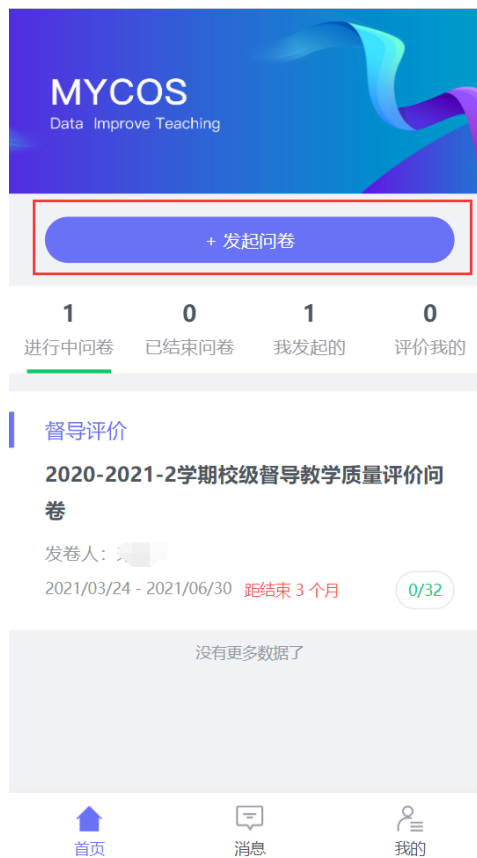 MYCOS
Data Improve Teaching
+ 发起问卷
1 0 1 0
进行中问卷 已结束问卷 我发起的 评价我的
督导评价
2020-2021-2学期校级督导教学质量评价问
卷
发卷人：
2021/03/24 - 2021/06/30 距结束 3 个月 0/32
没有更多数据了
首页 消息 我的